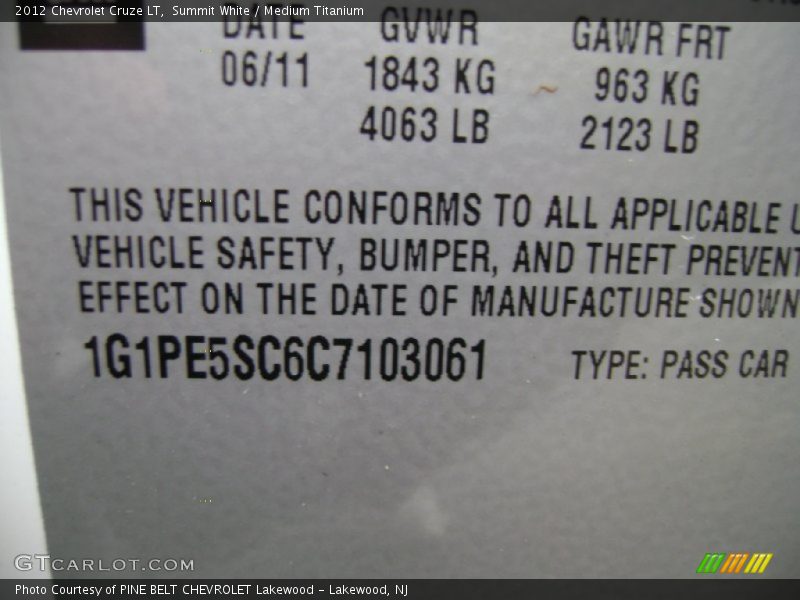 2012 Chevrolet Cruze LT, Summit White / Medium Titanium
DATE GVWR GAWR FRT
06/11 1843 KG 963 KG
4063 LB 2123 LB
THIS VEHICLE CONFORMS TO ALL APPLICABLE
VEHICLE SAFETY, BUMPER, AND THEFT PREVENT
EFFECT ON THE DATE OF MANUFACTURE SHOWN
1G1PE5SC6C7103061 TYPE: PASS CAR
GTCARLOT.COM
Photo Courtesy of PINE BELT CHEVROLET Lakewood - Lakewood, NJ